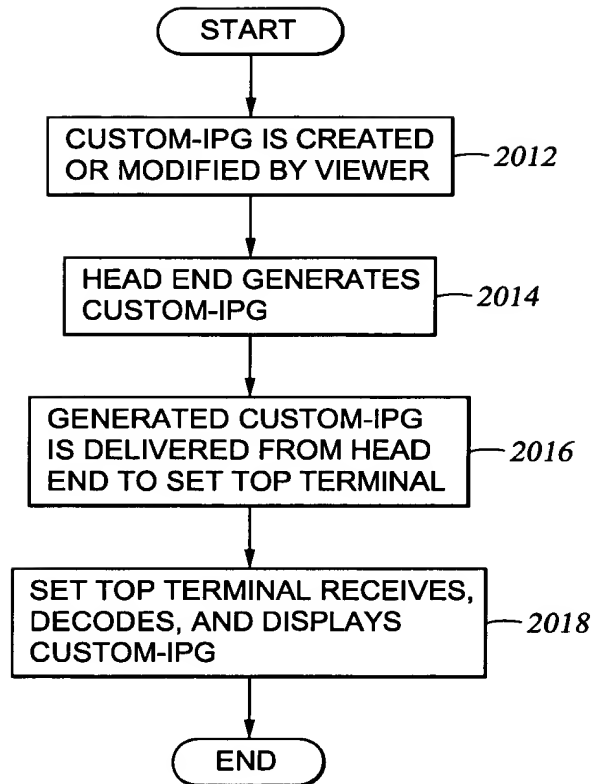 START
CUSTOM-IPG IS CREATED
OR MODIFIED BY VIEWER
2012
HEAD END GENERATES
CUSTOM-IPG
2014
GENERATED CUSTOM-IPG
IS DELIVERED FROM HEAD
END TO SET TOP TERMINAL
2016
SET TOP TERMINAL RECEIVES,
DECODES, AND DISPLAYS
CUSTOM-IPG
2018
END